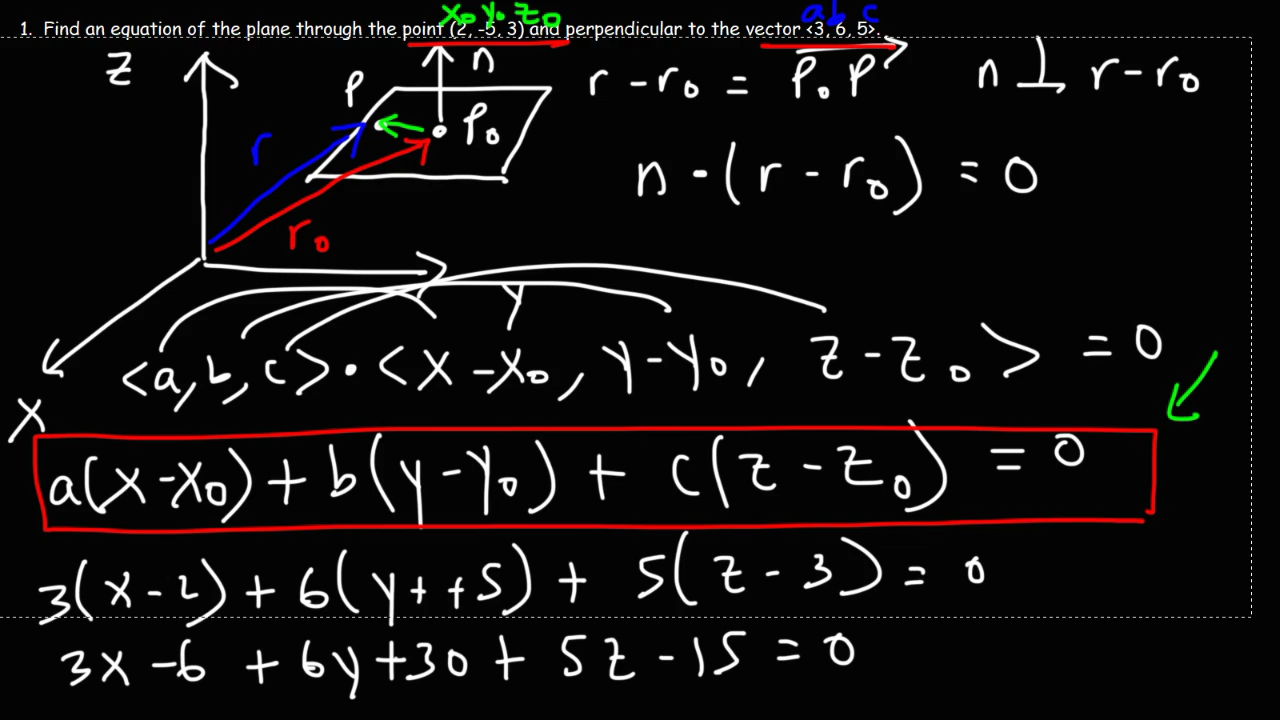 x₀ y₀ z₀ a b c
1. Find an equation of the plane through the point (2, -5, 3) and perpendicular to the vector <3, 6, 5>.
z n r - r₀ = P₀P n ⊥ r - r₀
P
P₀
r
n · (r - r₀) = 0
r₀
y
<a, b, c> · <x - x₀, y - y₀, z - z₀> = 0
x
a(x - x₀) + b(y - y₀) + c(z - z₀) = 0
3(x - 2) + 6(y + +5) + 5(z - 3) = 0
3x - 6 + 6y + 30 + 5z - 15 = 0